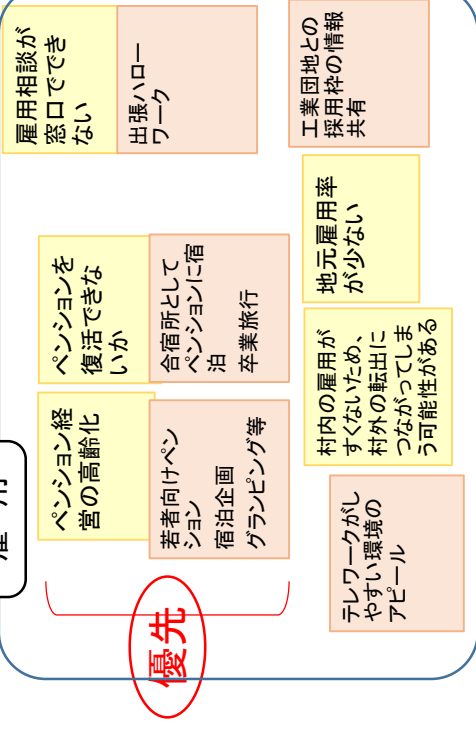 雇　用
優先
ペンション経
営の高齢化
ペンションを
復活できな
いか
雇用相談が
窓口ででき
ない
若者向けペン
ション
宿泊企画
グランピング等
合宿所として
ペンションに宿
泊
卒業旅行
出張ハロー
ワーク
テレワークがし
やすい環境の
アピール
村内の雇用が
すくないため、
村外の転出に
つながってしま
う可能性がある
地元雇用率
が少ない
工業団地との
採用枠の情報
共有